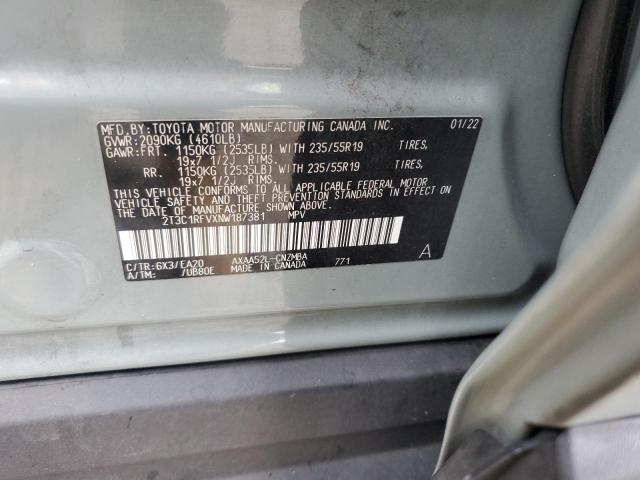 MFD.BY:TOYOTA MOTOR MANUFACTURING CANADA INC. 01/22
GVWR:2090KG (4610LB)
GAWR:FRT. 1150KG (2535LB) WITH 235/55R19 TIRES,
19x7 1/2J RIMS.
RR. 1150KG (2535LB) WITH 235/55R19 TIRES,
19x7 1/2J RIMS.
THIS VEHICLE CONFORMS TO ALL APPLICABLE FEDERAL MOTOR
VEHICLE SAFETY AND THEFT PREVENTION STANDARDS IN EFFECT
ON THE DATE OF MANUFACTURE SHOWN ABOVE.
2T3C1RFVXNW187381 MPV
C/TR:6X3/EA20 AXAA52L-CNZMBA A
A/TM: /UB80E MADE IN CANADA 771